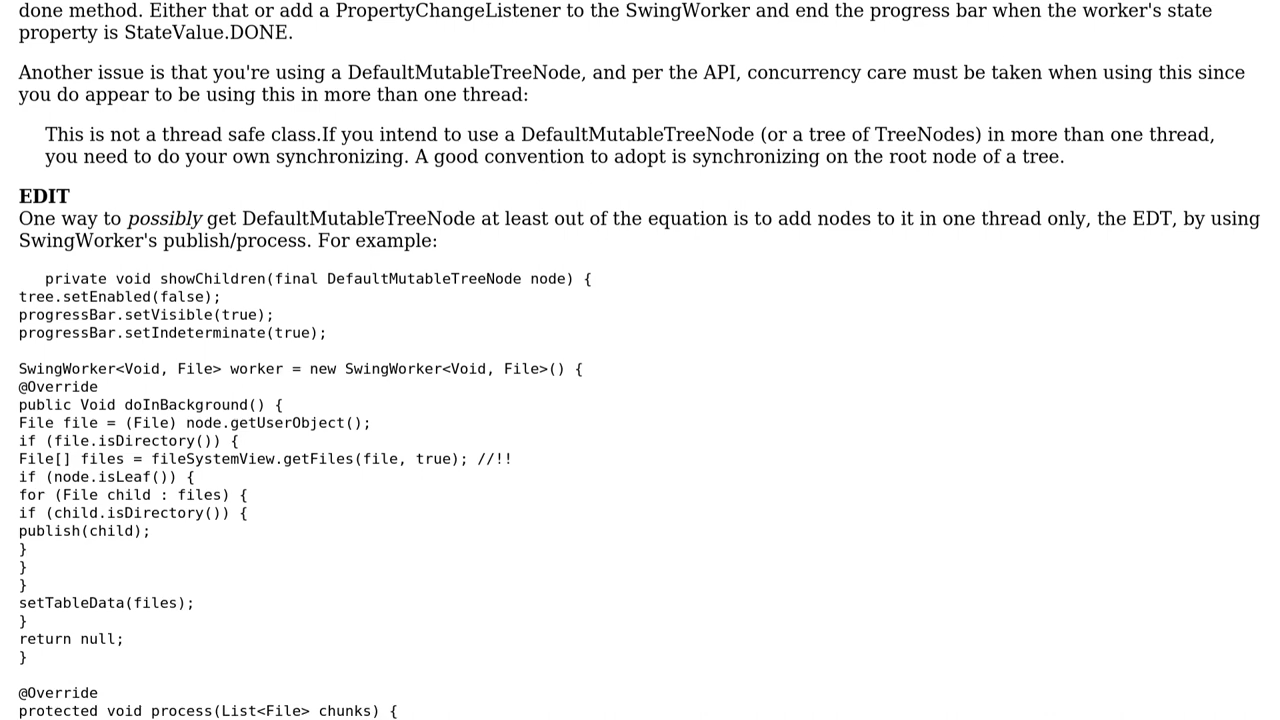 done method. Either that or add a PropertyChangeListener to the SwingWorker and end the progress bar when the worker's state
property is StateValue.DONE.
Another issue is that you're using a DefaultMutableTreeNode, and per the API, concurrency care must be taken when using this since
you do appear to be using this in more than one thread:
This is not a thread safe class.If you intend to use a DefaultMutableTreeNode (or a tree of TreeNodes) in more than one thread,
you need to do your own synchronizing. A good convention to adopt is synchronizing on the root node of a tree.
EDIT
One way to possibly get DefaultMutableTreeNode at least out of the equation is to add nodes to it in one thread only, the EDT, by using
SwingWorker's publish/process. For example:
private void showChildren(final DefaultMutableTreeNode node) {
tree.setEnabled(false);
progressBar.setVisible(true);
progressBar.setIndeterminate(true);
SwingWorker<Void, File> worker = new SwingWorker<Void, File>() {
@Override
public Void doInBackground() {
File file = (File) node.getUserObject();
if (file.isDirectory()) {
File[] files = fileSystemView.getFiles(file, true); //!!
if (node.isLeaf()) {
for (File child : files) {
if (child.isDirectory()) {
publish(child);
}
}
}
setTableData(files);
}
return null;
}
@Override
protected void process(List<File> chunks) {